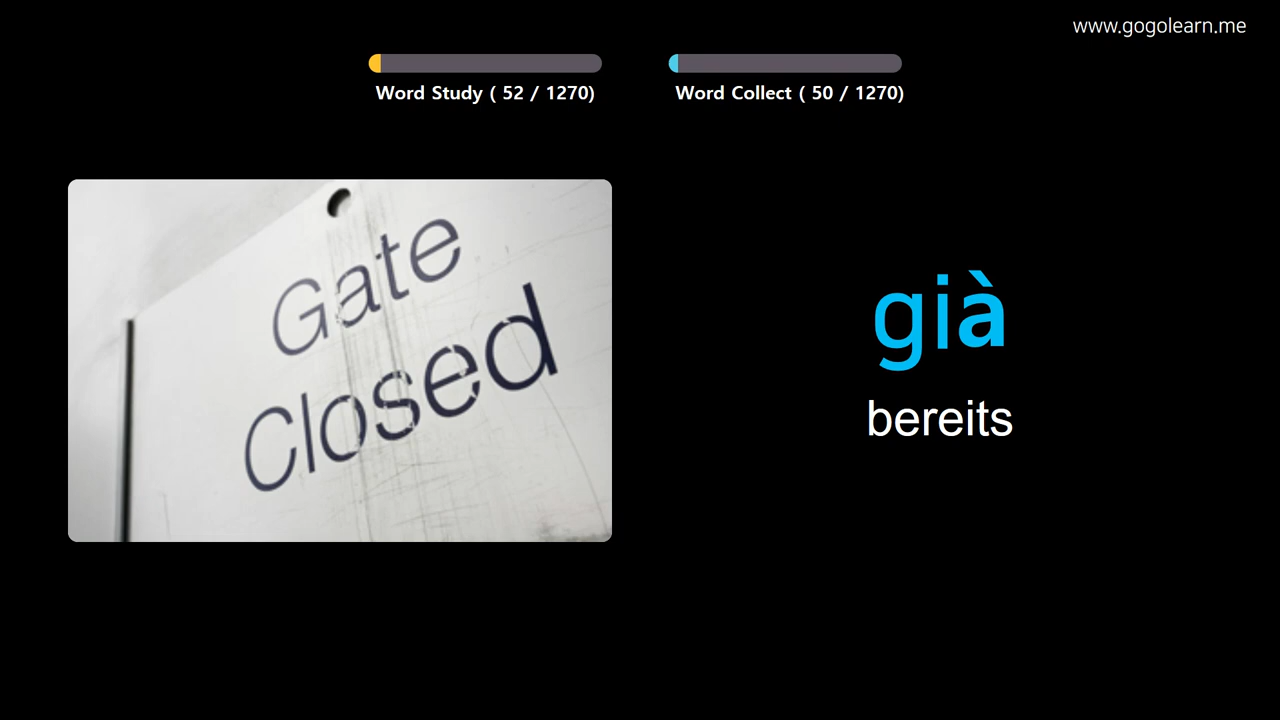 www.gogolearn.me
Word Study ( 52 / 1270)
Word Collect ( 50 / 1270)
Gate
Closed
già
bereits